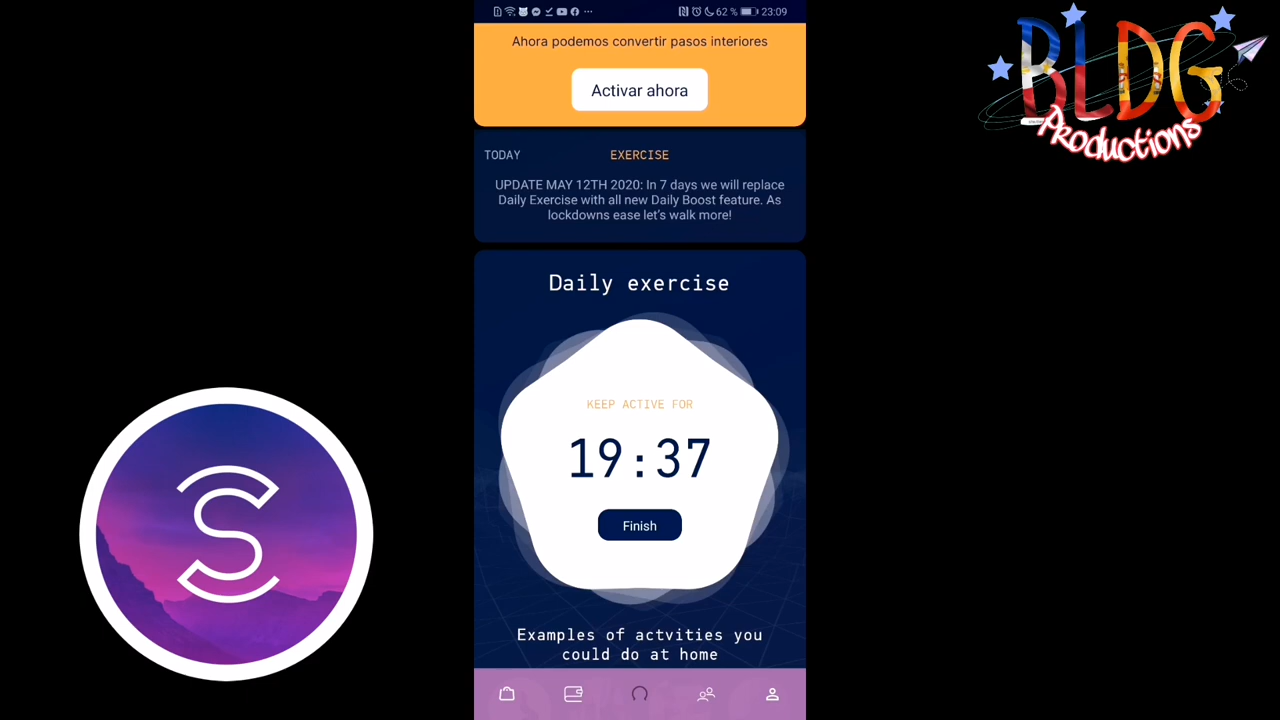 62 % 23:09
Ahora podemos convertir pasos interiores
Activar ahora
TODAY EXERCISE
UPDATE MAY 12TH 2020: In 7 days we will replace
Daily Exercise with all new Daily Boost feature. As
lockdowns ease let's walk more!
Daily exercise
KEEP ACTIVE FOR
19:37
Finish
Examples of actvities you
could do at home
S
BLDG
Productions